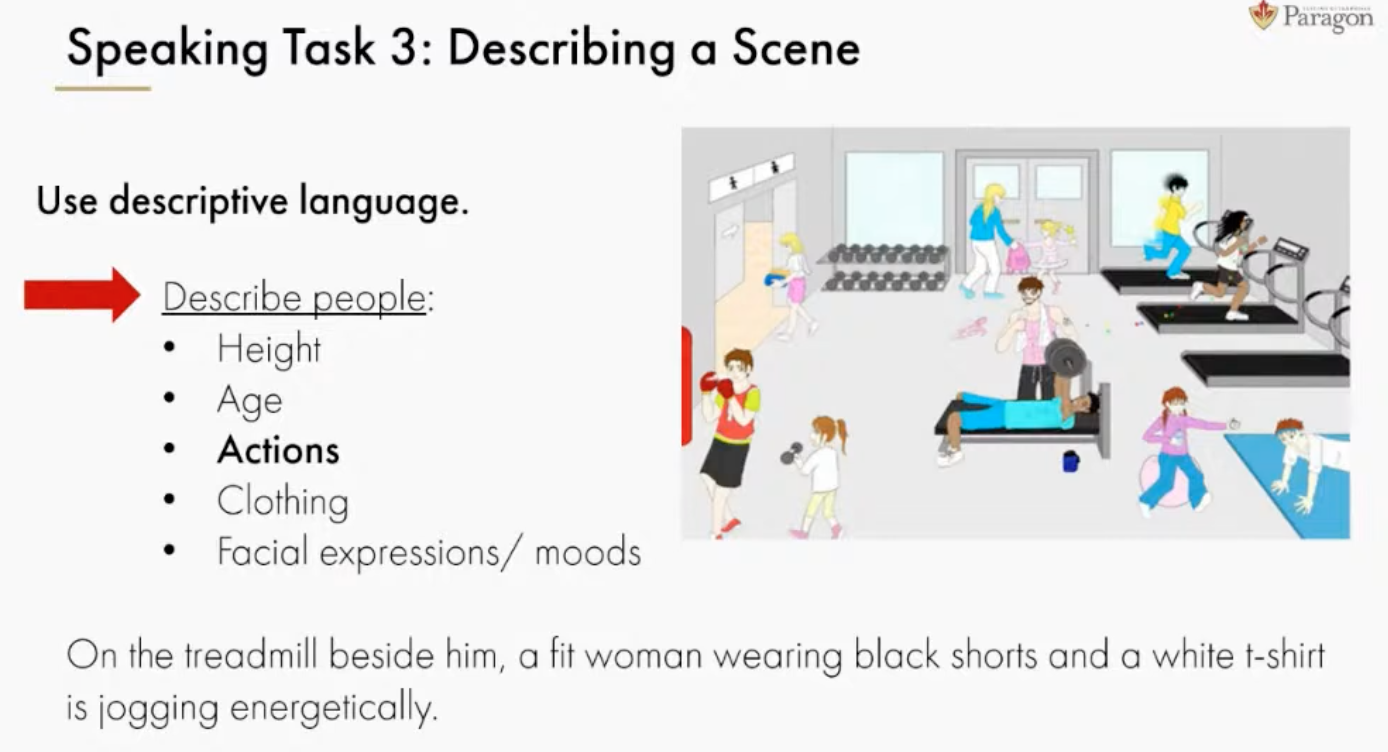 Paragon
Speaking Task 3: Describing a Scene
Use descriptive language.
Describe people:
• Height
• Age
• Actions
• Clothing
• Facial expressions/ moods
On the treadmill beside him, a fit woman wearing black shorts and a white t-shirt
is jogging energetically.